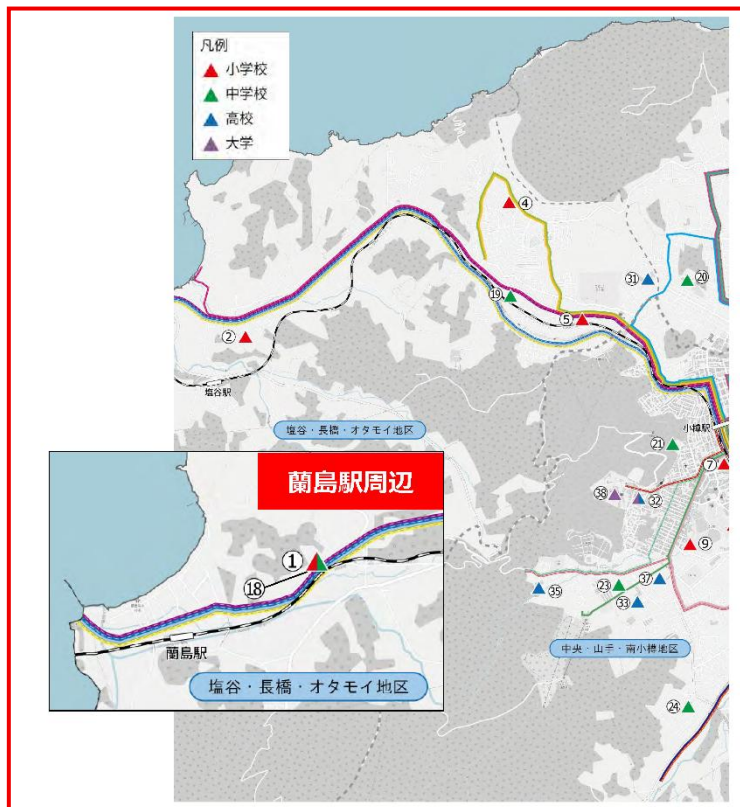 凡例
小学校
中学校
高校
大学
④
㉛
⑳
⑲
⑤
②
塩谷駅
小樽駅
塩谷・長橋・オタモイ地区
㉑
⑦
蘭島駅周辺
㊳
㉜
⑨
①
⑱
㊲
㉟
㉓
㉝
蘭島駅
中央・山手・南小樽地区
塩谷・長橋・オタモイ地区
㉔